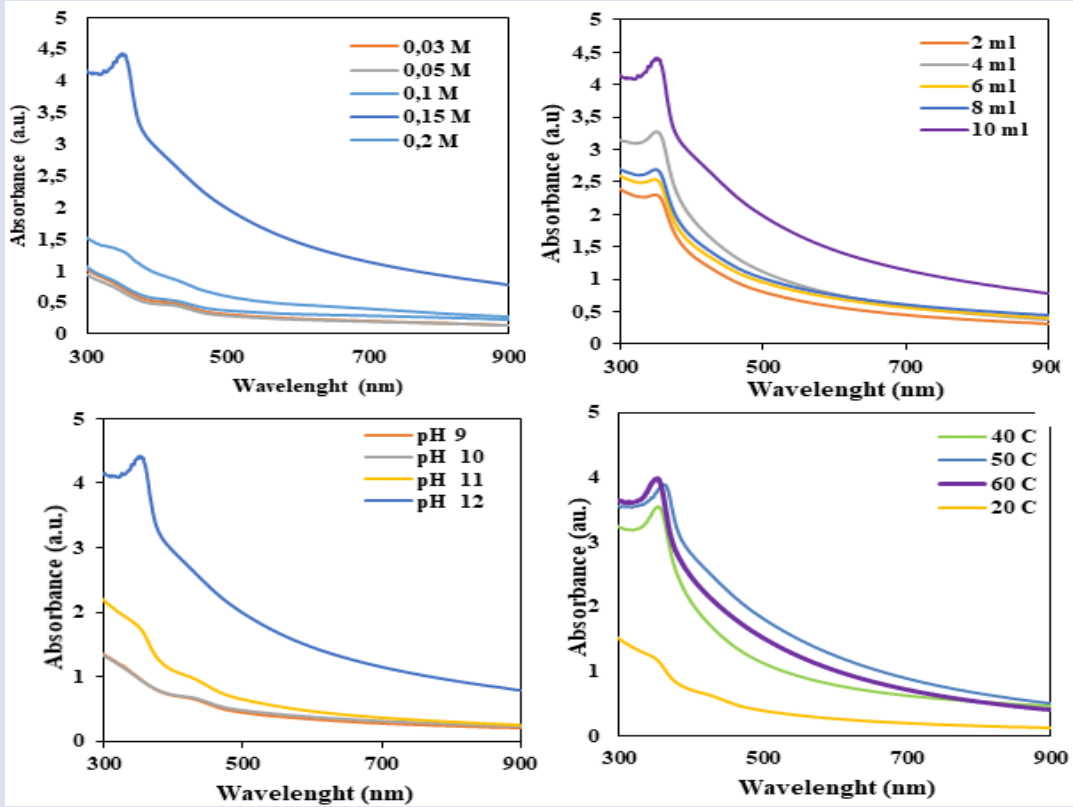 5
4,5
4
3,5
3
2,5
2
1,5
1
0,5
0
Absorbance (a.u.)
0,03 M
0,05 M
0,1 M
0,15 M
0,2 M
300 500 700 900
Wavelenght (nm)
5
4,5
4
3,5
3
2,5
2
1,5
1
0,5
0
Absorbance (a.u)
2 ml
4 ml
6 ml
8 ml
10 ml
300 500 700 900
Wavelenght (nm)
5
4
3
2
1
0
Absorbance (a.u.)
pH 9
pH 10
pH 11
pH 12
300 500 700 900
Wavelenght (nm)
5
4
3
2
1
0
Absorbance (a.u.)
40 C
50 C
60 C
20 C
300 500 700 900
Wavelenght (nm)